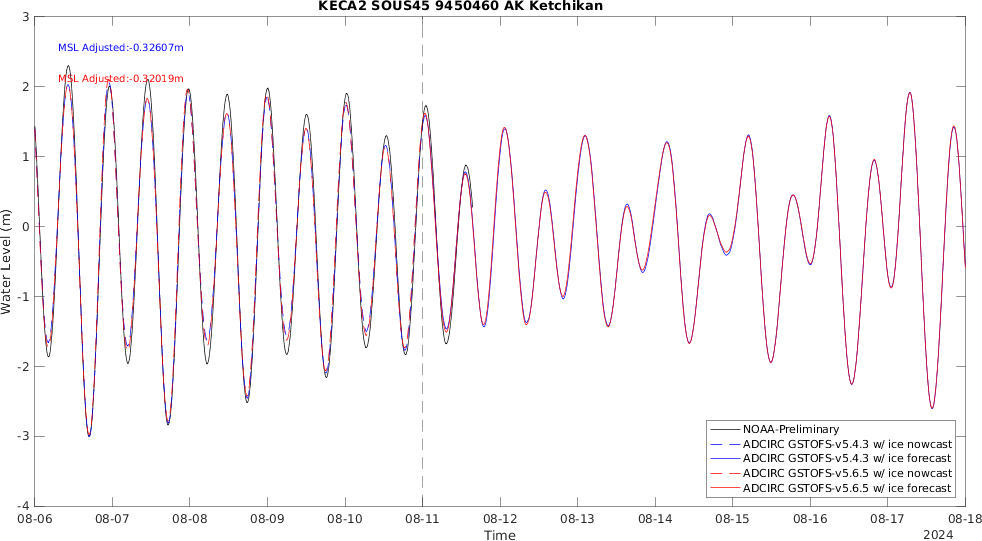 KECA2 SOUS45 9450460 AK Ketchikan
MSL Adjusted:-0.32607m
MSL Adjusted:-0.32019m
Water Level (m)
3
2
1
0
-1
-2
-3
-4
NOAA-Preliminary
ADCIRC GSTOFS-v5.4.3 w/ ice nowcast
ADCIRC GSTOFS-v5.4.3 w/ ice forecast
ADCIRC GSTOFS-v5.6.5 w/ ice nowcast
ADCIRC GSTOFS-v5.6.5 w/ ice forecast
08-06 08-07 08-08 08-09 08-10 08-11 08-12 08-13 08-14 08-15 08-16 08-17 08-18
Time
2024